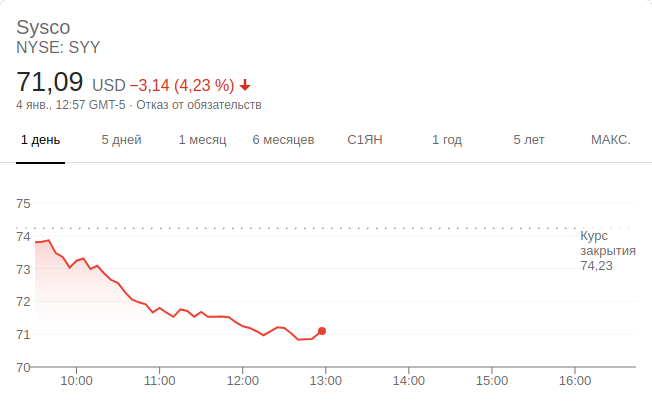 Sysco
NYSE: SYY
71,09 USD −3,14 (4,23 %)
4 янв., 12:57 GMT-5 · Отказ от обязательств
1 день 5 дней 1 месяц 6 месяцев С1ЯН 1 год 5 лет МАКС.
75
74
73
72
71
70
Курс
закрытия
74,23
10:00 11:00 12:00 13:00 14:00 15:00 16:00